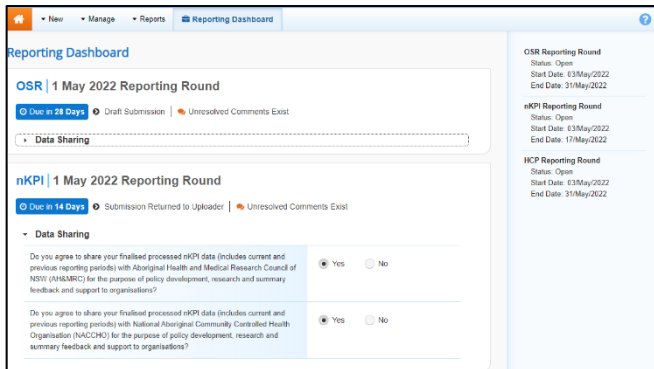 New Manage Reports Reporting Dashboard ?
Reporting Dashboard
OSR | 1 May 2022 Reporting Round
Due in 28 Days Draft Submission | Unresolved Comments Exist
Data Sharing
nKPI | 1 May 2022 Reporting Round
Due in 14 Days Submission Returned to Uploader | Unresolved Comments Exist
Data Sharing
Do you agree to share your finalised processed nKPI data (includes current and
previous reporting periods) with Aboriginal Health and Medical Research Council of
NSW (AH&MRC) for the purpose of policy development, research and summary
feedback and support to organisations?
Yes No
Do you agree to share your finalised processed nKPI data (includes current and
previous reporting periods) with National Aboriginal Community Controlled Health
Organisation (NACCHO) for the purpose of policy development, research and
summary feedback and support to organisations?
Yes No
OSR Reporting Round
Status: Open
Start Date: 03/May/2022
End Date: 31/May/2022
nKPI Reporting Round
Status: Open
Start Date: 03/May/2022
End Date: 17/May/2022
HCP Reporting Round
Status: Open
Start Date: 03/May/2022
End Date: 31/May/2022